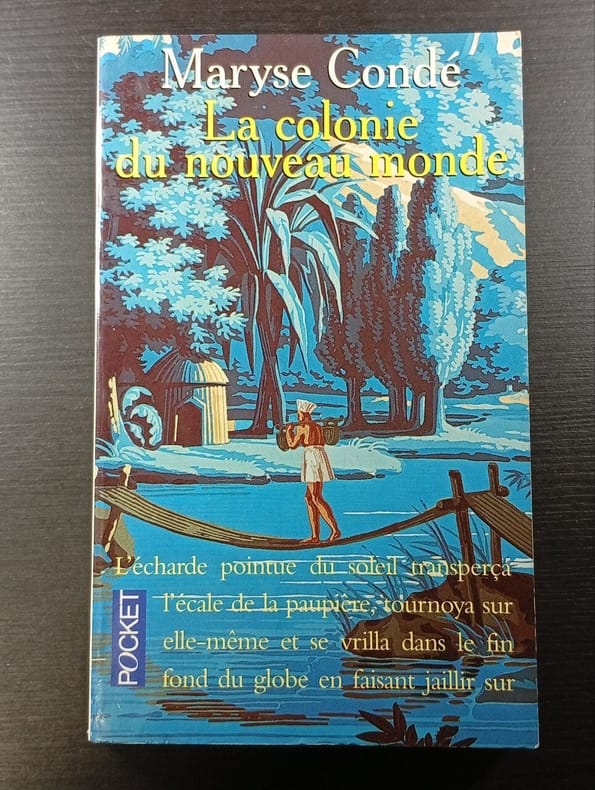 Maryse Condé
La colonie
du nouveau monde
L'écharde pointue du soleil transperça
l'écale de la paupière, tournoya sur
elle-même et se vrilla dans le fin
fond du globe en faisant jaillir sur
POCKET